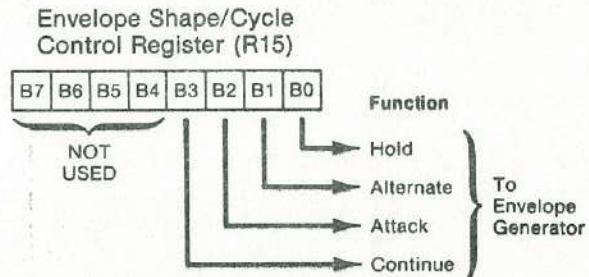 Envelope Shape/Cycle
Control Register (R15)
B7 B6 B5 B4 B3 B2 B1 B0
Function
NOT
USED
Hold
Alternate
Attack
Continue
To
Envelope
Generator